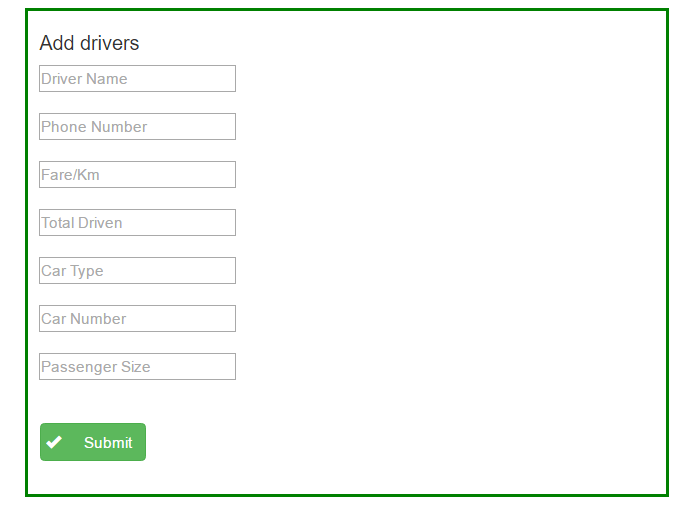 Add drivers
Driver Name
Phone Number
Fare/Km
Total Driven
Car Type
Car Number
Passenger Size
Submit